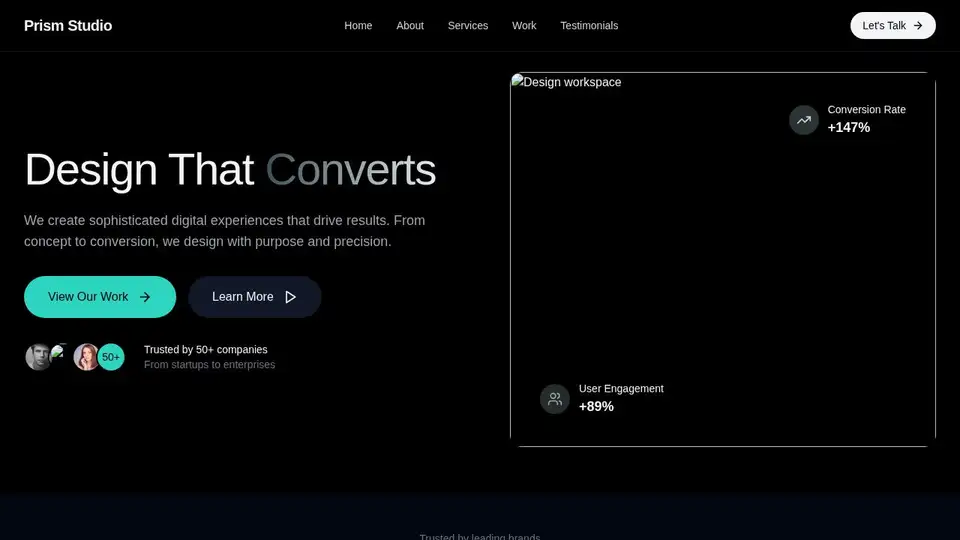 Prism Studio
Home
About
Services
Work
Testimonials
Let's Talk
Design workspace
Conversion Rate
+147%
Design That Converts
We create sophisticated digital experiences that drive results. From
concept to conversion, we design with purpose and precision.
View Our Work
Learn More
50+
Trusted by 50+ companies
From startups to enterprises
User Engagement
+89%
Trusted by leading brands